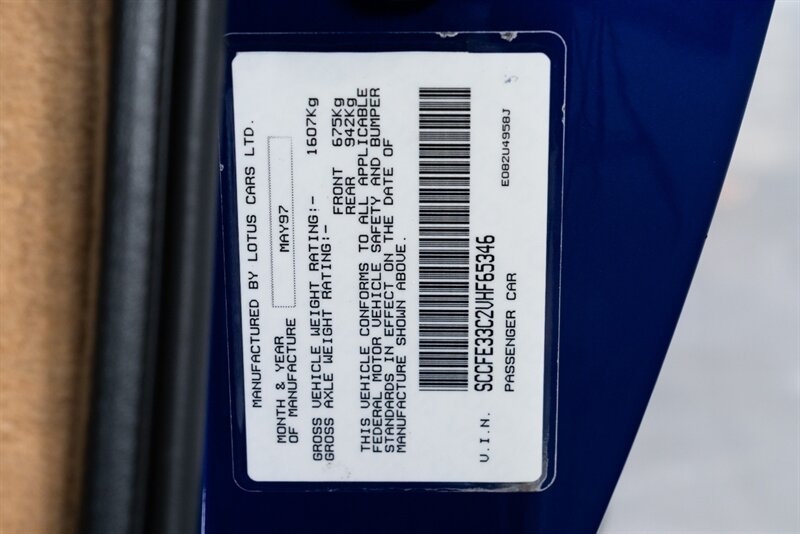 MANUFACTURED BY LOTUS CARS LTD.
MONTH & YEAR
OF MANUFACTURE MAY97
GROSS VEHICLE WEIGHT RATING:- 1607Kg
GROSS AXLE WEIGHT RATING:-
FRONT 675Kg
REAR 942Kg
THIS VEHICLE CONFORMS TO ALL APPLICABLE
FEDERAL MOTOR VEHICLE SAFETY AND BUMPER
STANDARDS IN EFFECT ON THE DATE OF
MANUFACTURE SHOWN ABOVE.
V.I.N. SCCFE33C2VHF65346
PASSENGER CAR
E082U4958J